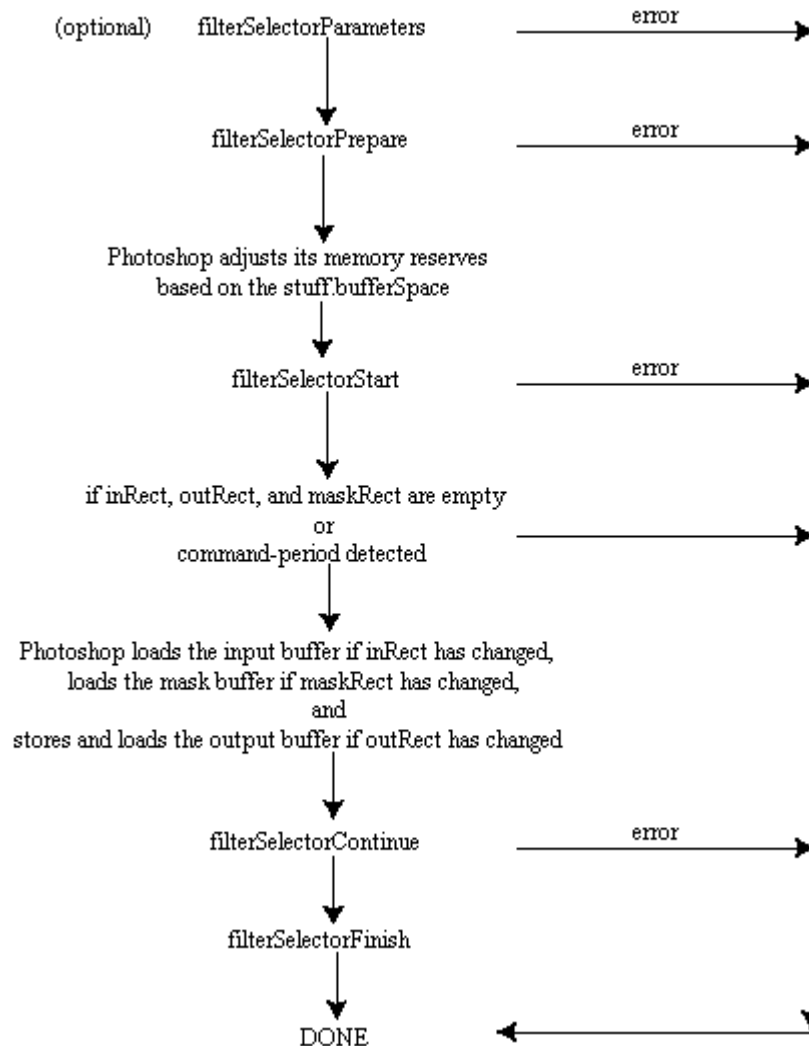 (optional) filterSelectorParameters error
filterSelectorPrepare error
Photoshop adjusts its memory reserves
based on the stuff.bufferSpace
filterSelectorStart error
if inRect, outRect, and maskRect are empty
or
command-period detected
Photoshop loads the input buffer if inRect has changed,
loads the mask buffer if maskRect has changed,
and
stores and loads the output buffer if outRect has changed
filterSelectorContinue error
filterSelectorFinish
DONE